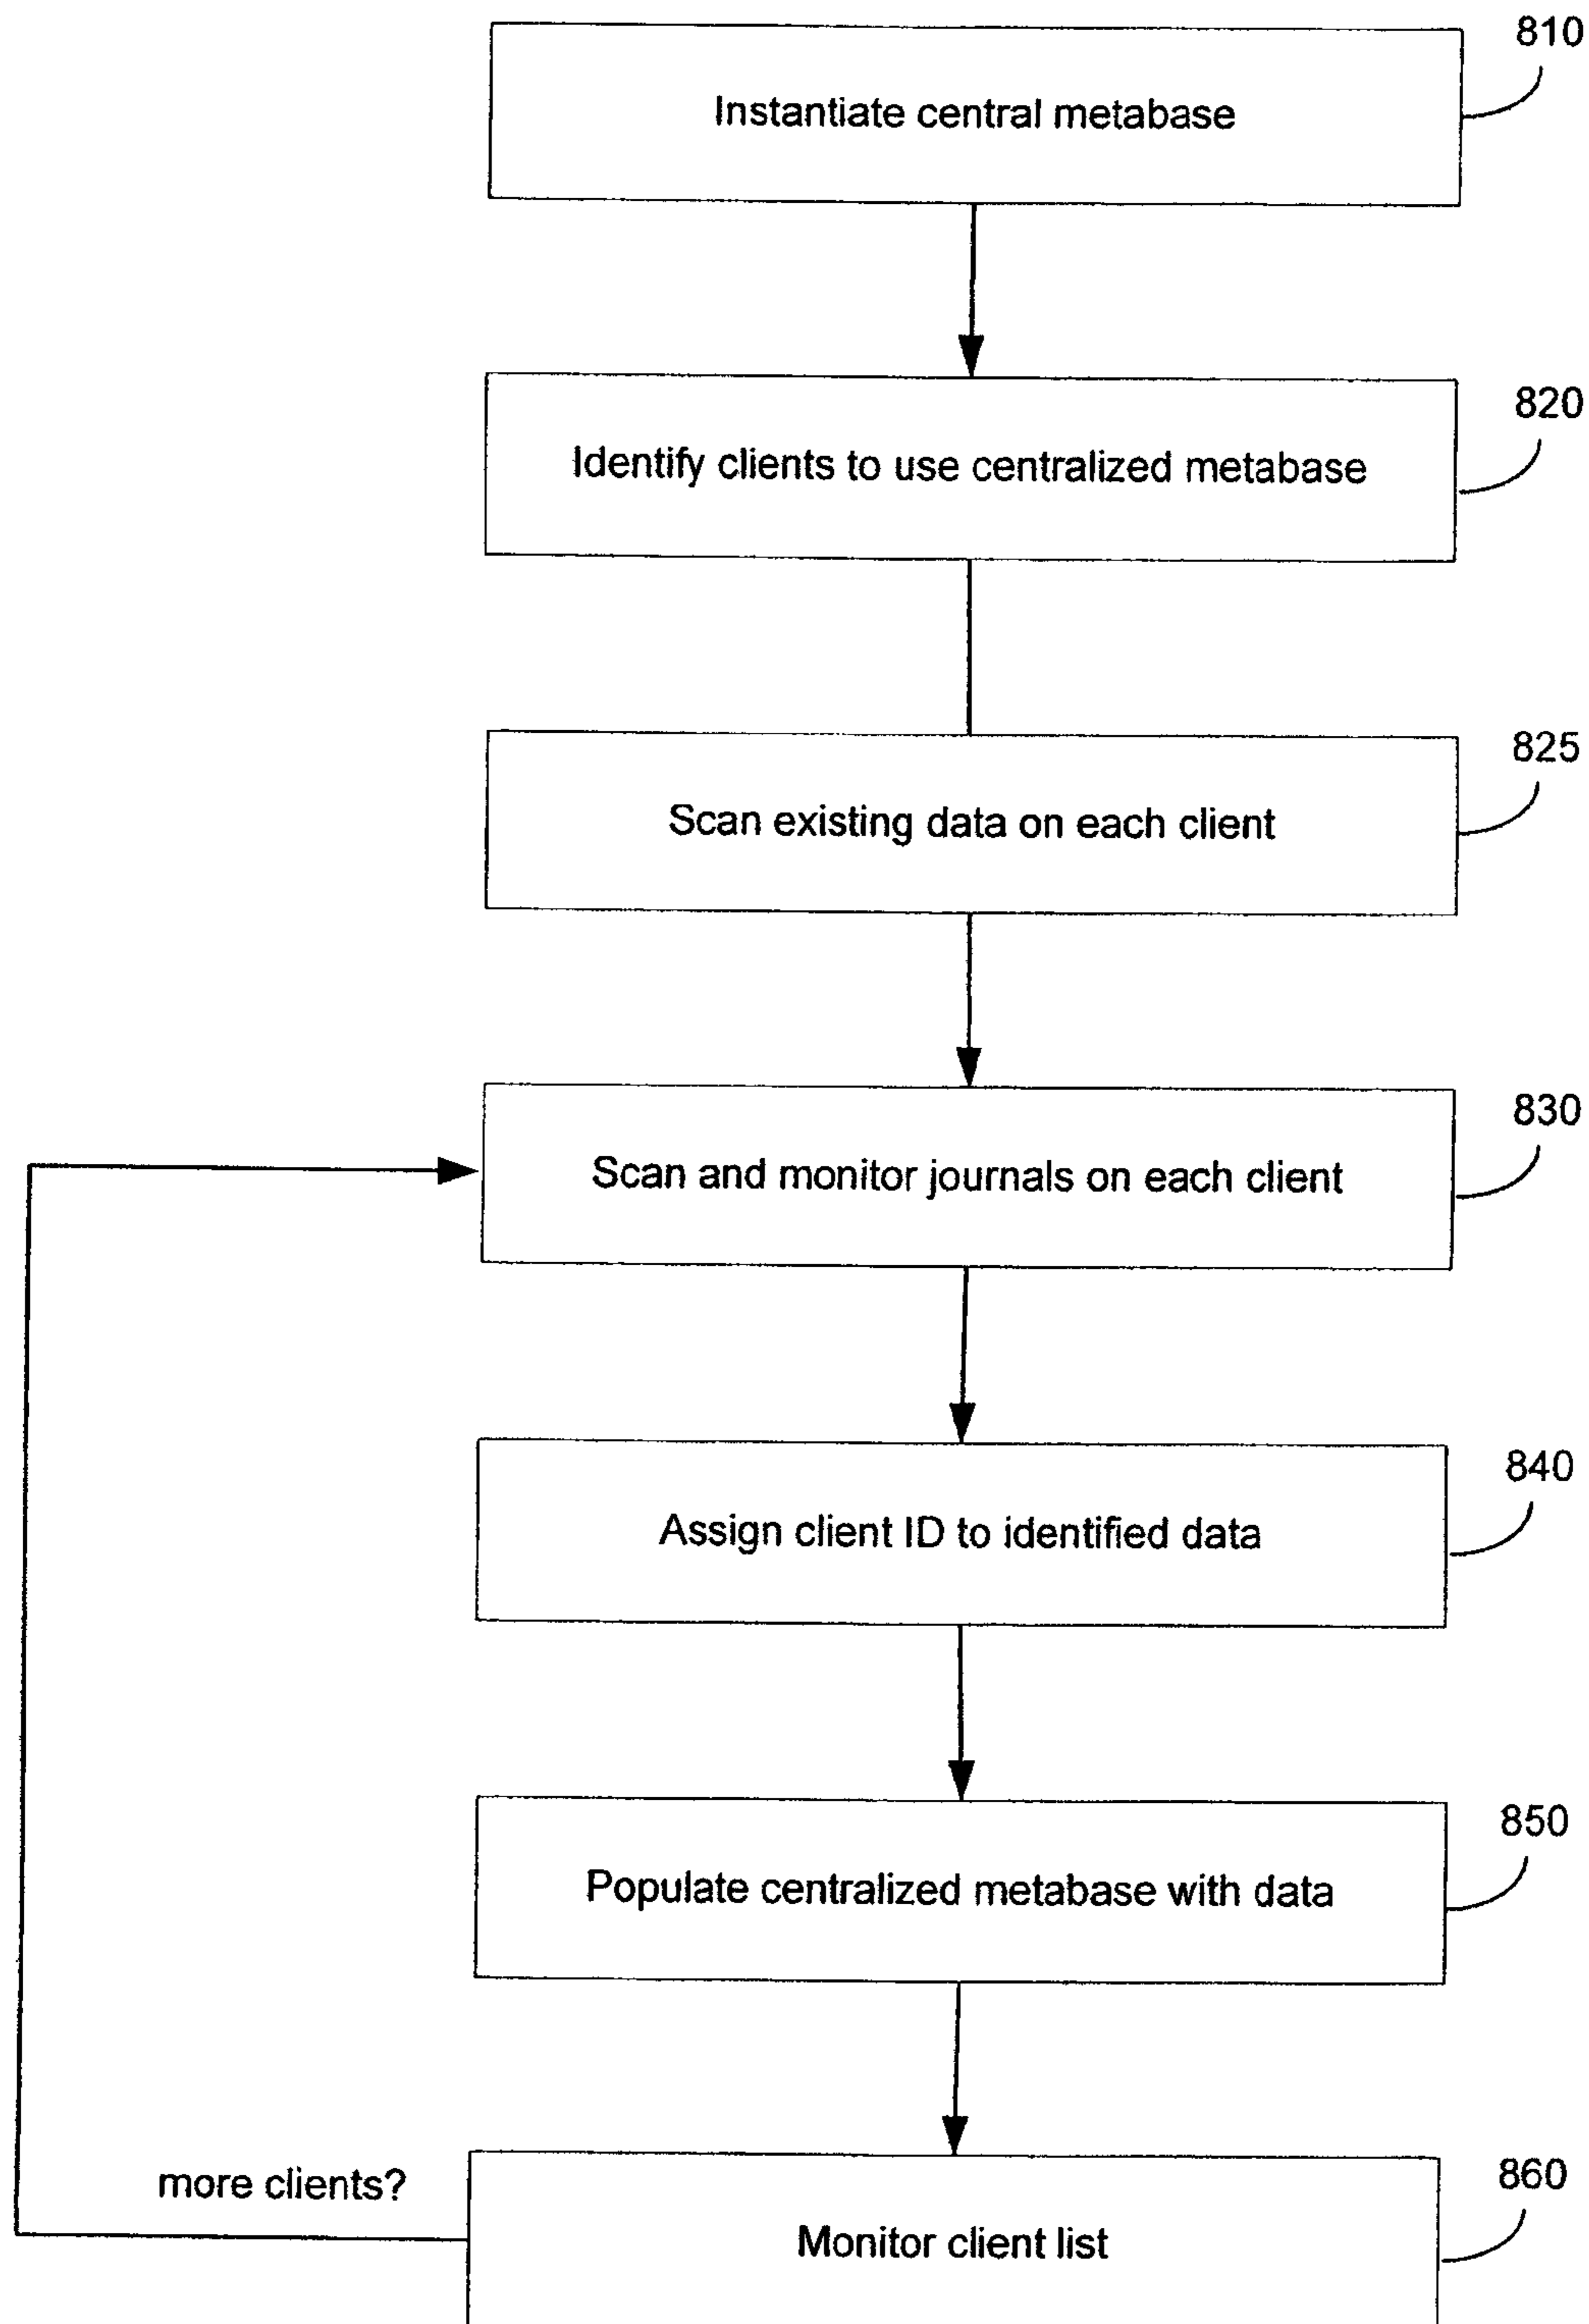 810
Instantiate central metabase
820
Identify clients to use centralized metabase
825
Scan existing data on each client
830
Scan and monitor journals on each client
840
Assign client ID to identified data
850
Populate centralized metabase with data
more clients?
860
Monitor client list